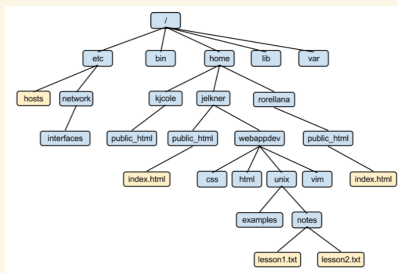 /
etc bin home lib var
hosts network kjcole jelkner rorellana
interfaces public_html public_html webappdev public_html
index.html css html unix vim index.html
examples notes
lesson1.txt lesson2.txt